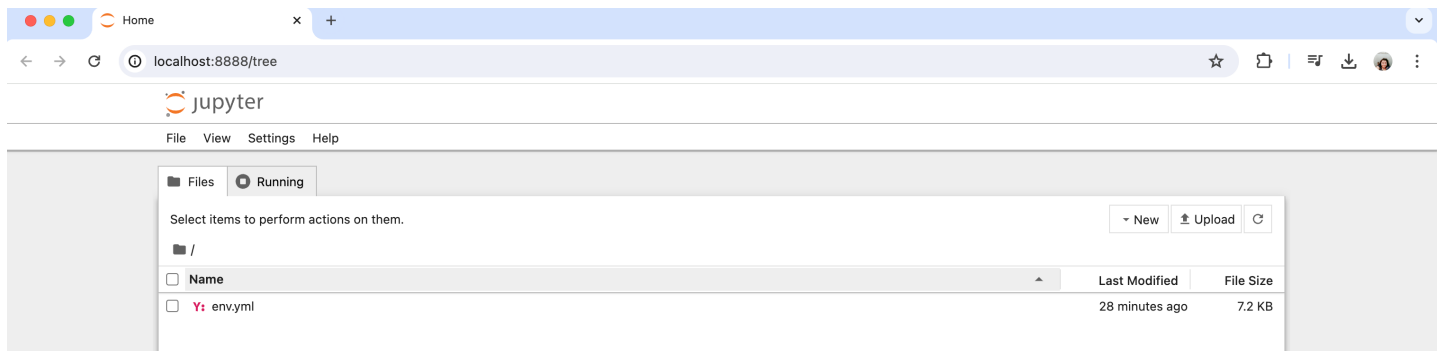 Home
localhost:8888/tree
jupyter
File View Settings Help
Files Running
Select items to perform actions on them.
New Upload
/
Name Last Modified File Size
Y: env.yml 28 minutes ago 7.2 KB